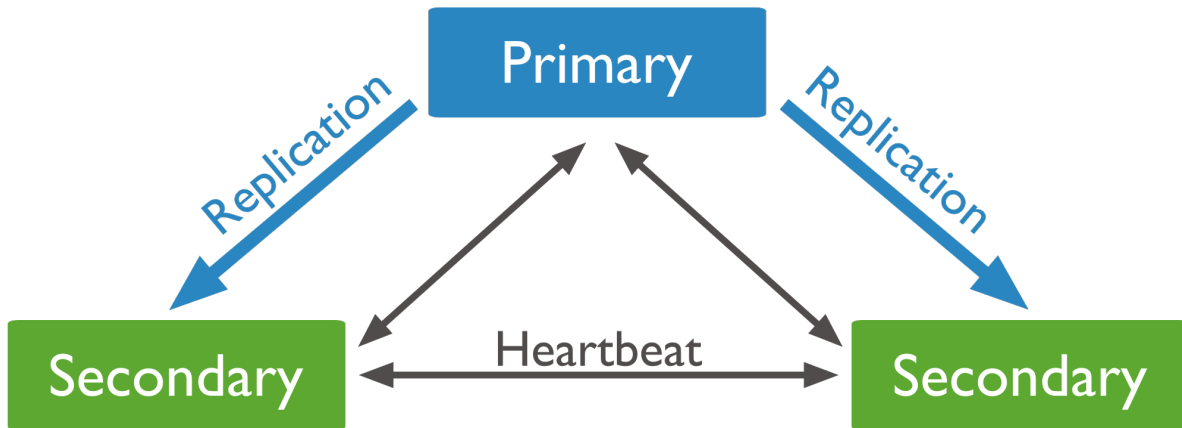 Primary
Replication
Replication
Heartbeat
Secondary
Secondary